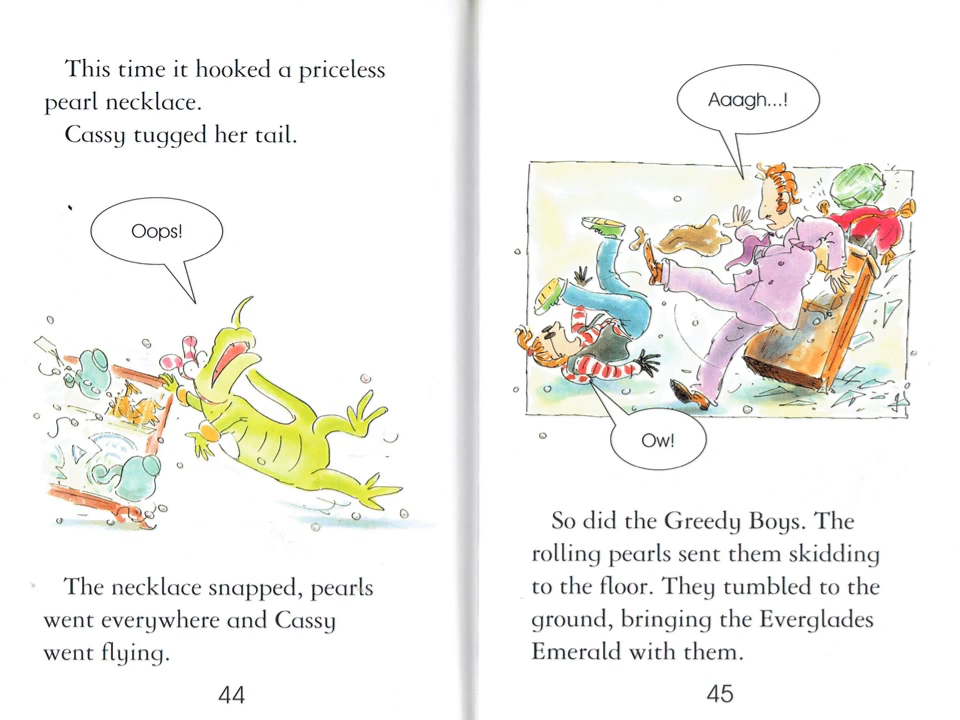 This time it hooked a priceless
pearl necklace.
Cassy tugged her tail.
Oops!
The necklace snapped, pearls
went everywhere and Cassy
went flying.
44
Aaagh...!
Ow!
So did the Greedy Boys. The
rolling pearls sent them skidding
to the floor. They tumbled to the
ground, bringing the Everglades
Emerald with them.
45